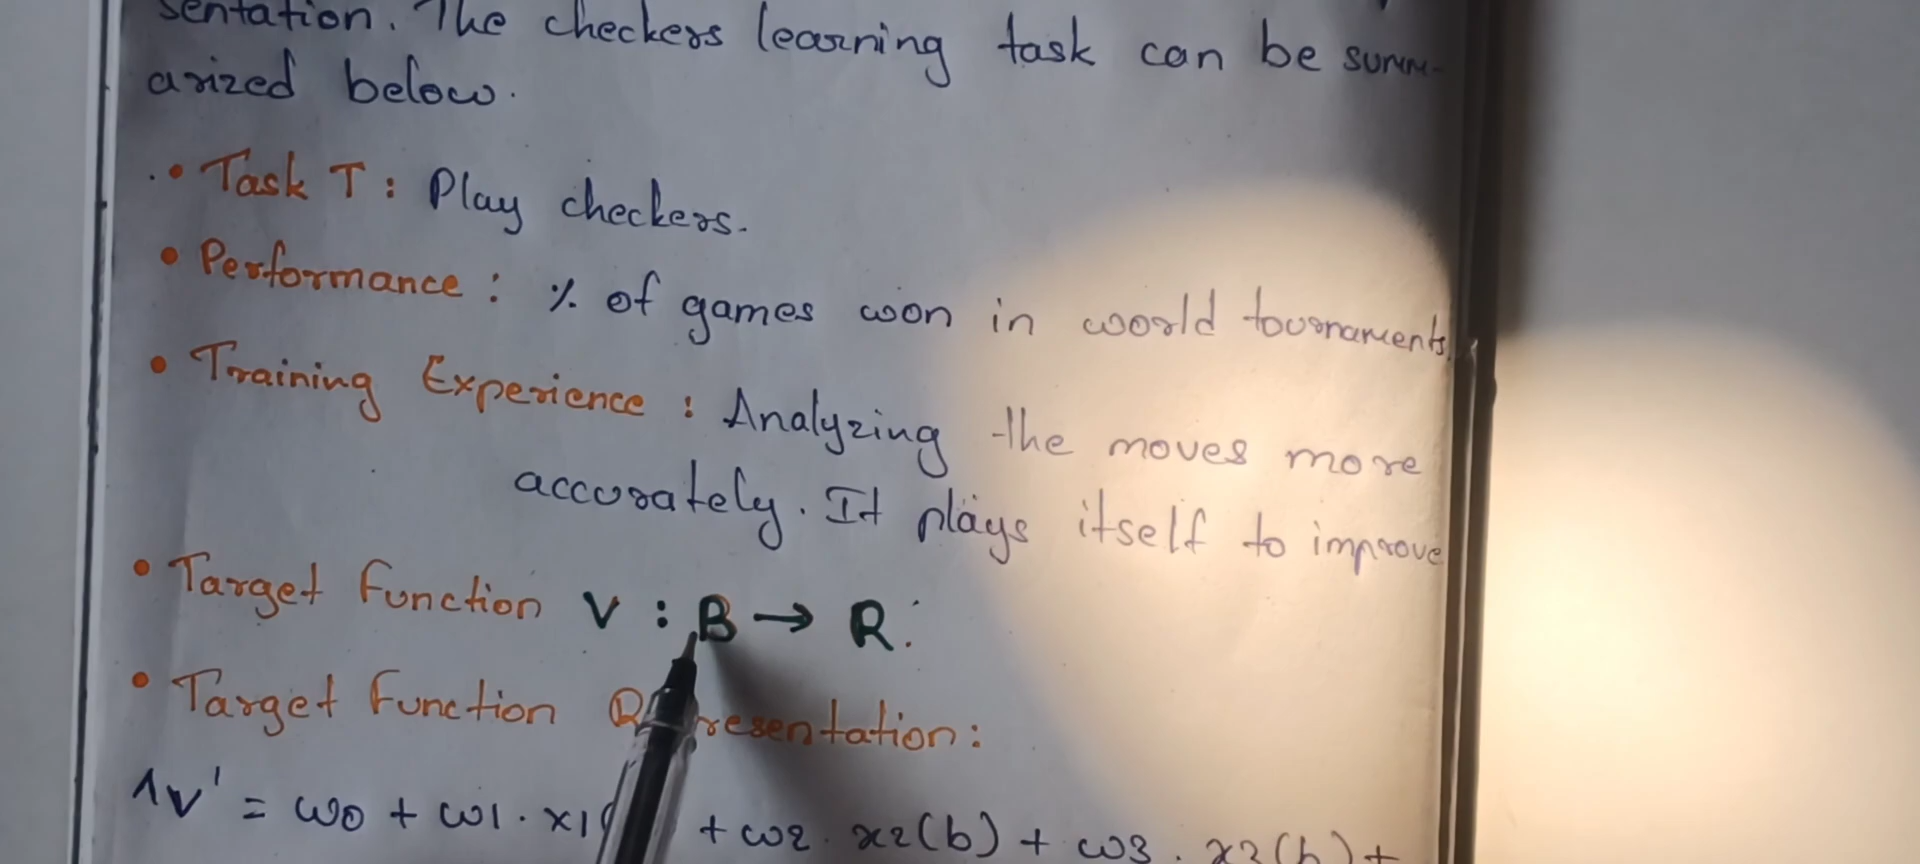 sentation. The checkers learning task can be summ-
arized below.
• Task T : Play checkers.
• Performance : % of games won in world tournaments.
• Training Experience : Analyzing the moves more
accurately. It plays itself to improve
• Target Function V : B → R.
• Target Function Representation:
^V' = w0 + w1. x1( + w2. x2(b) + w3. x3(b) +